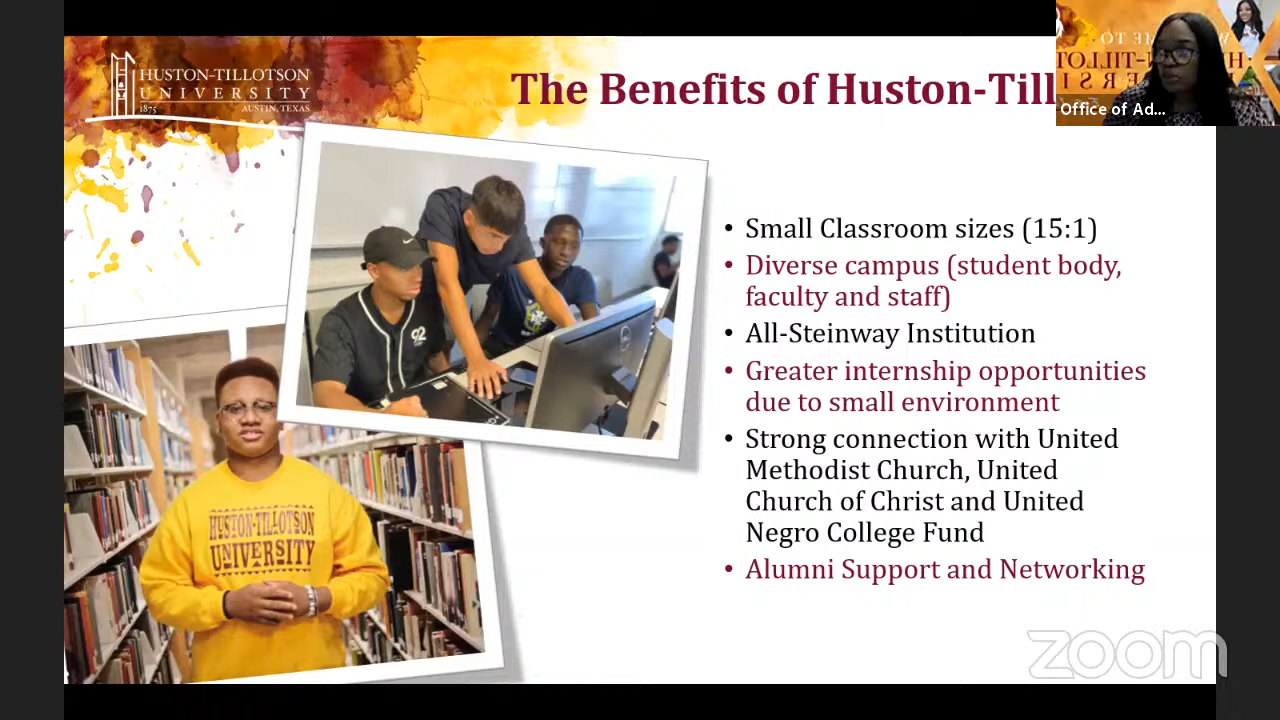 HUSTON-TILLOTSON
UNIVERSITY
1875 AUSTIN, TEXAS
The Benefits of Huston-Till
Office of Ad...
• Small Classroom sizes (15:1)
• Diverse campus (student body,
faculty and staff)
• All-Steinway Institution
• Greater internship opportunities
due to small environment
• Strong connection with United
Methodist Church, United
Church of Christ and United
Negro College Fund
• Alumni Support and Networking
92
HUSTON-TILLOTSON
UNIVERSITY
zoom